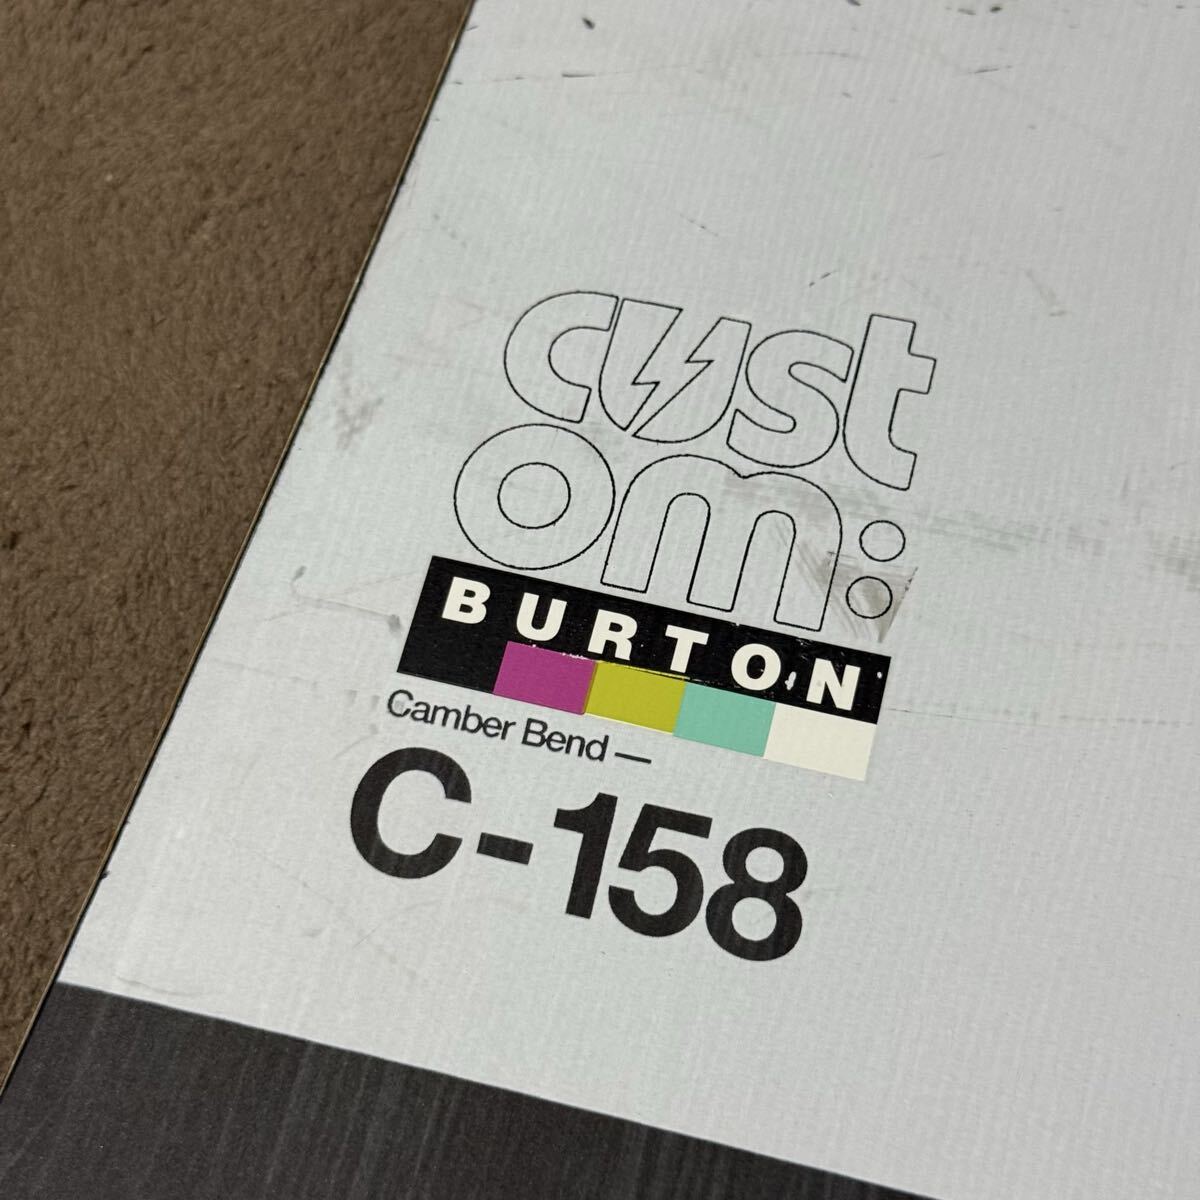 cust
om:
BURTON
Camber Bend —
C-158